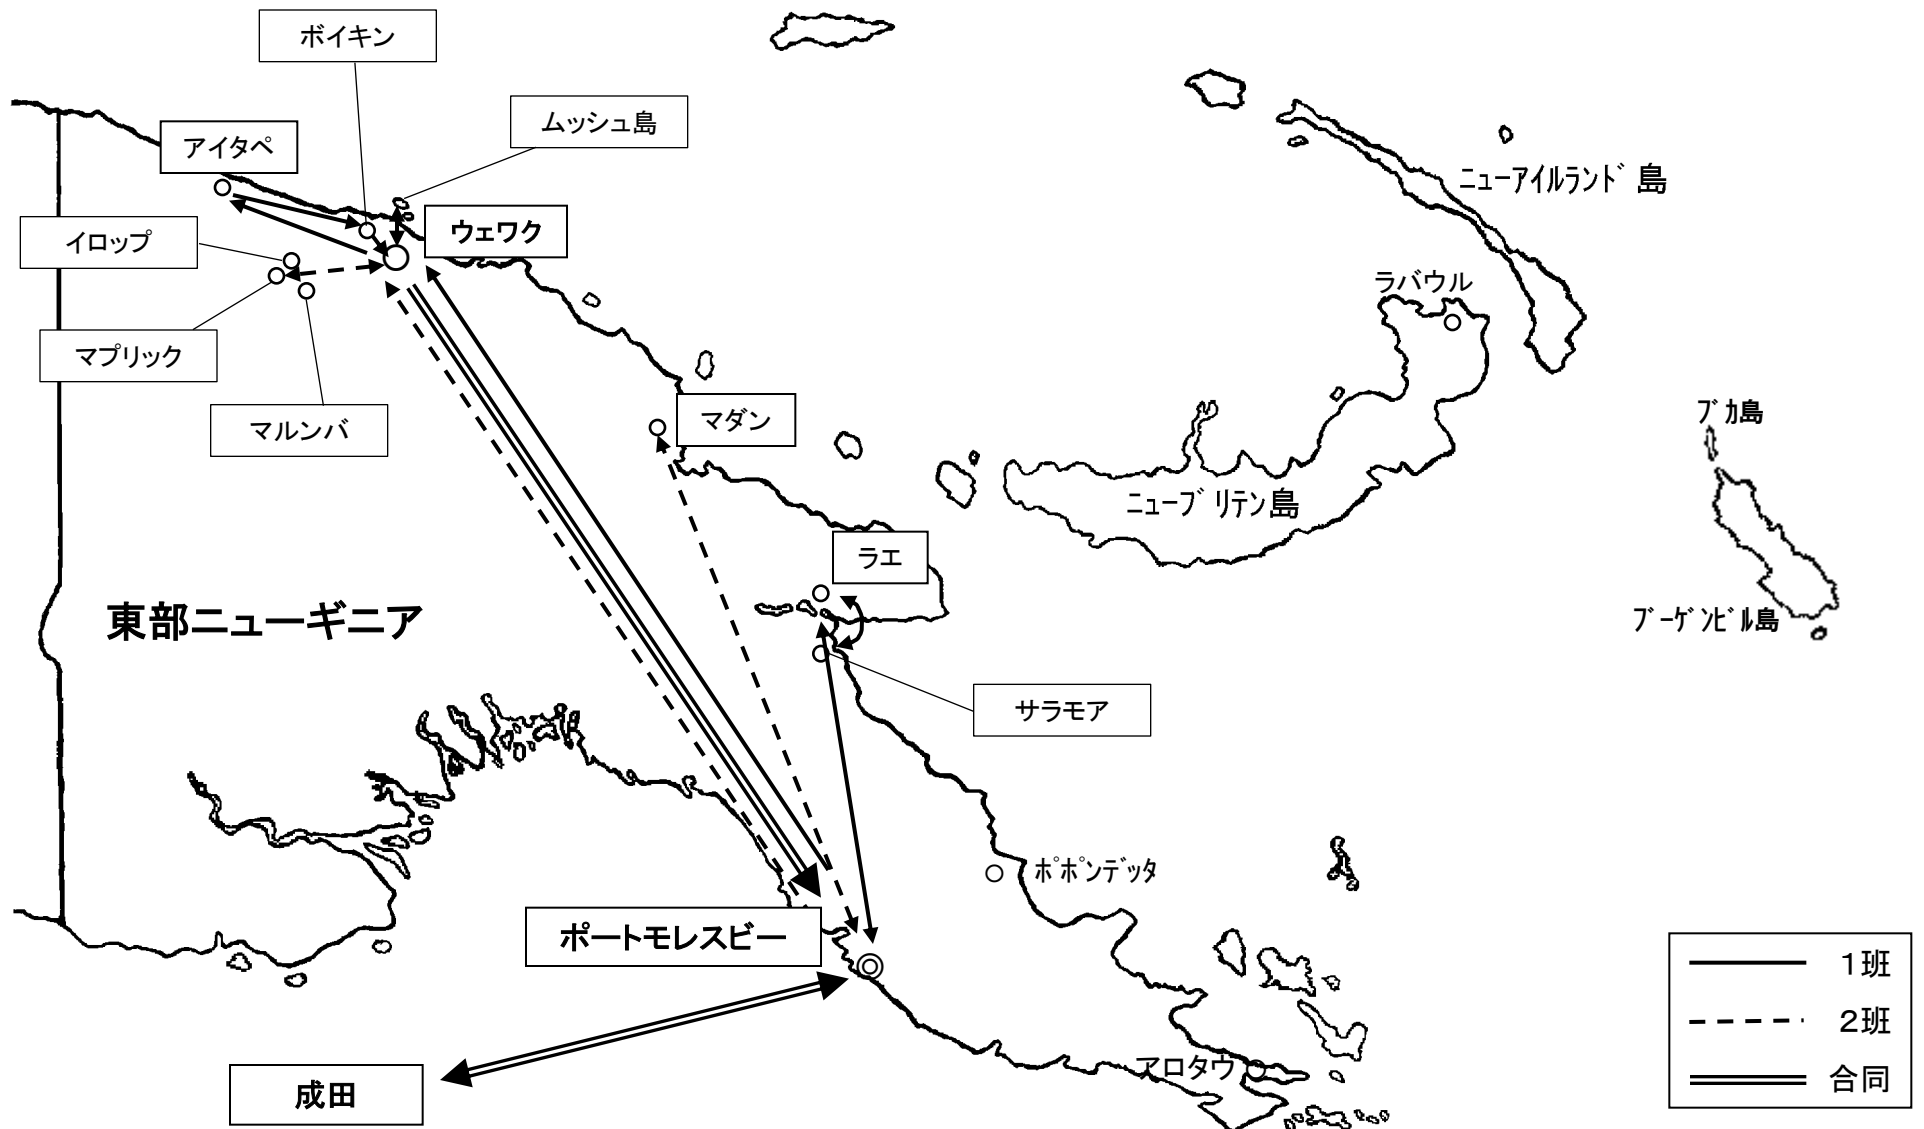 ボイキン
ムッシュ島
アイタペ
ニューアイルランド島
イロップ
ウェワク
ラバウル
マプリック
マルンバ
マダン
ブカ島
ニューブリテン島
ラエ
東部ニューギニア
ブーゲンビル島
サラモア
ポポンデッタ
ポートモレスビー
1班
2班
合同
アロタウ
成田